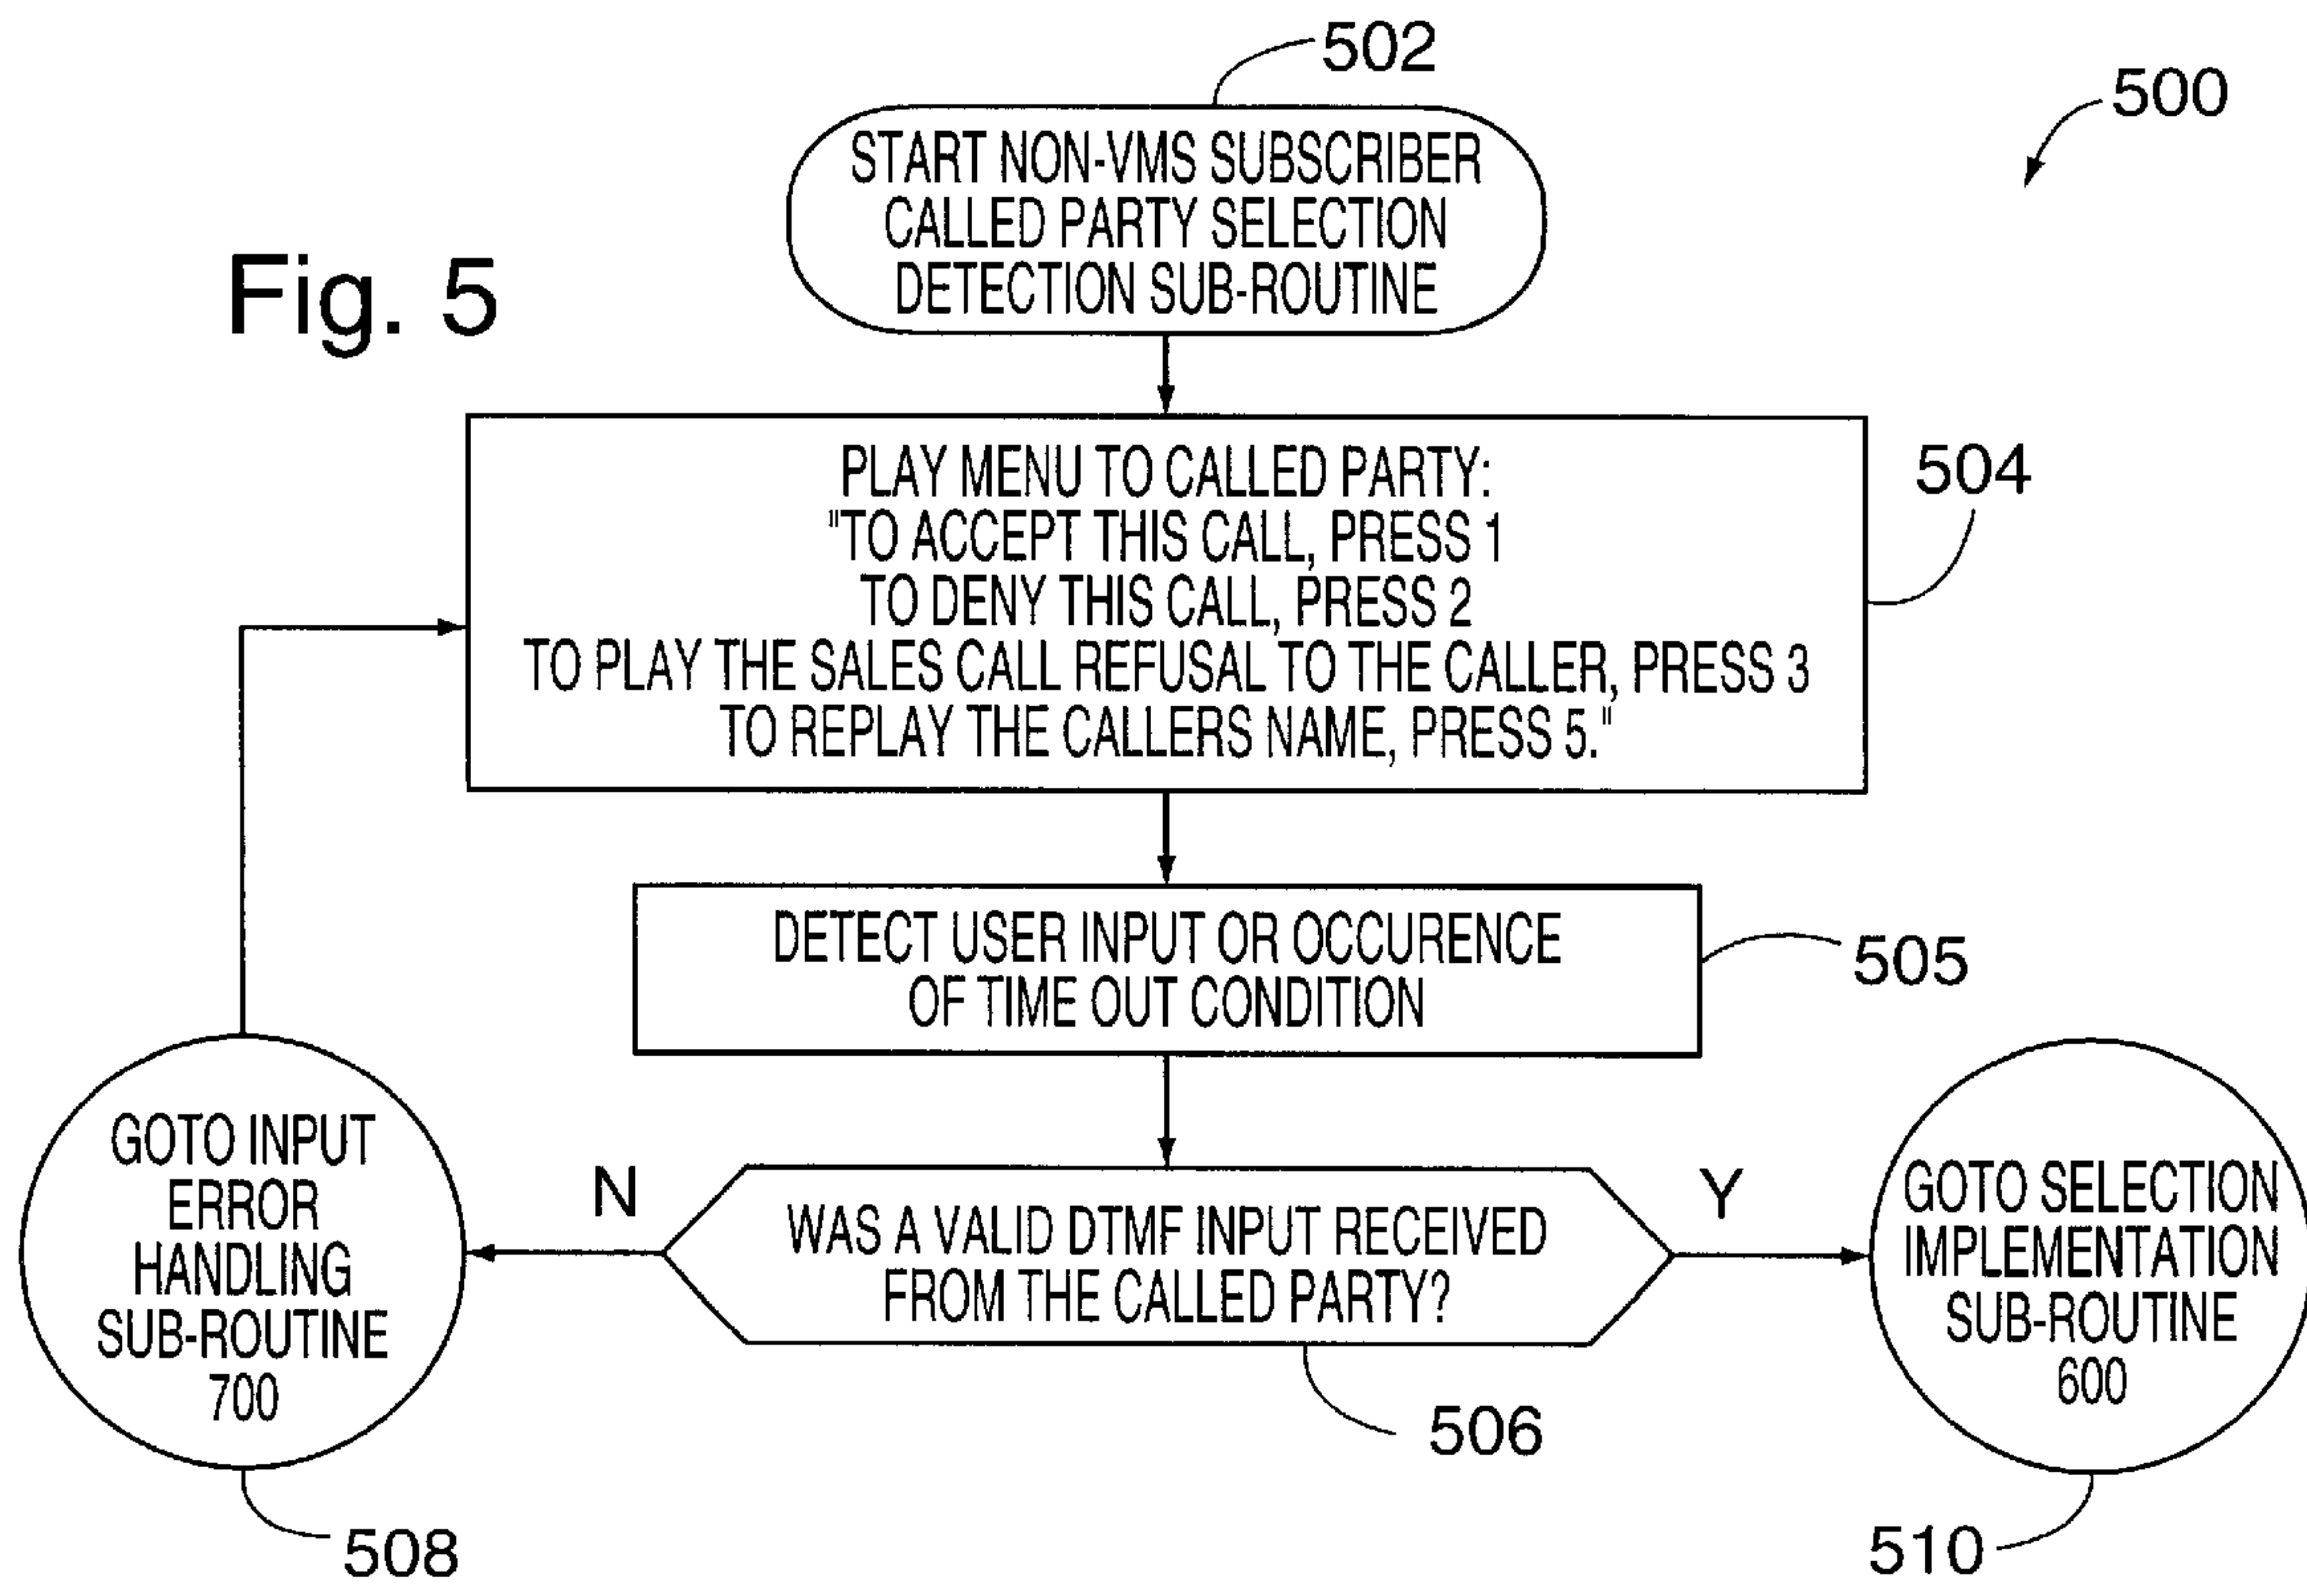 502
500
START NON-VMS SUBSCRIBER
CALLED PARTY SELECTION
DETECTION SUB-ROUTINE
Fig. 5
PLAY MENU TO CALLED PARTY:
"TO ACCEPT THIS CALL, PRESS 1
TO DENY THIS CALL, PRESS 2
TO PLAY THE SALES CALL REFUSAL TO THE CALLER, PRESS 3
TO REPLAY THE CALLERS NAME, PRESS 5."
504
DETECT USER INPUT OR OCCURENCE
OF TIME OUT CONDITION
505
GOTO INPUT
ERROR
HANDLING
SUB-ROUTINE
700
N
WAS A VALID DTMF INPUT RECEIVED
FROM THE CALLED PARTY?
Y
GOTO SELECTION
IMPLEMENTATION
SUB-ROUTINE
600
506
508
510